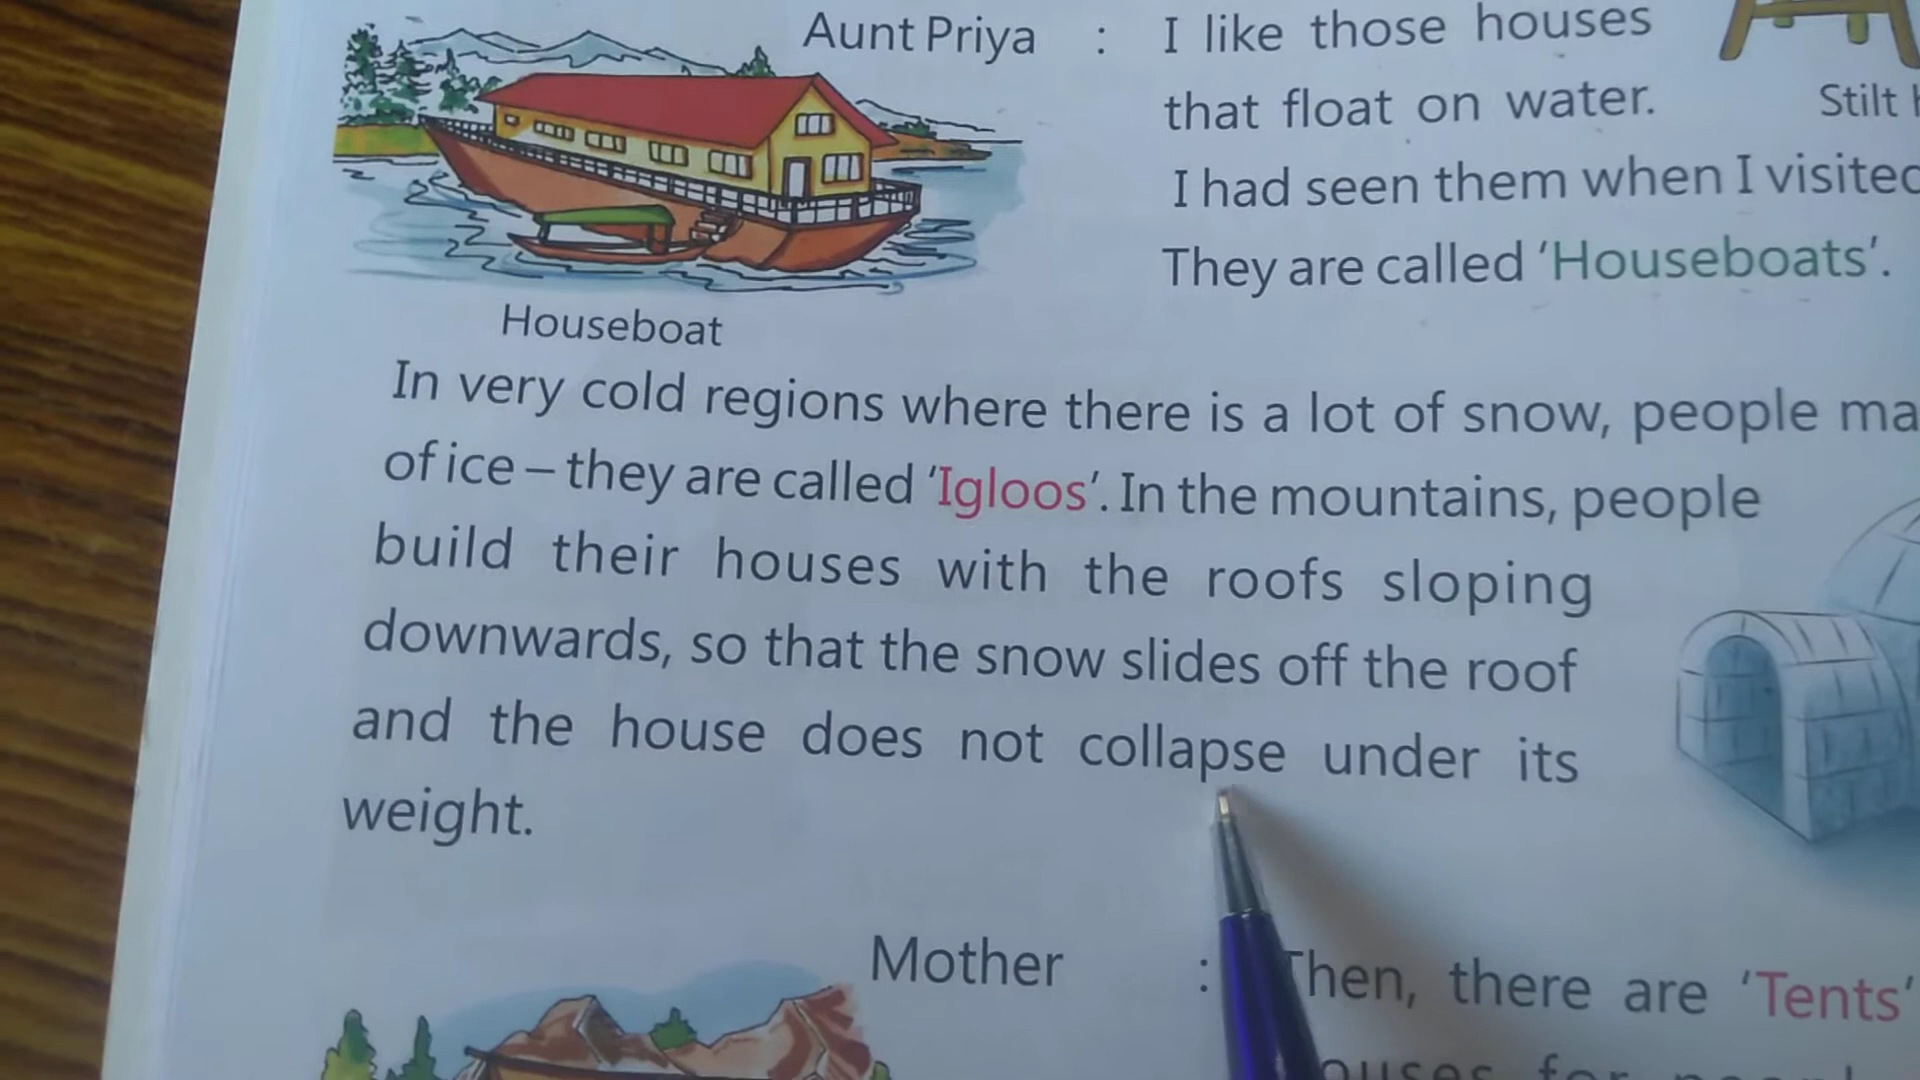 Aunt Priya : I like those houses
that float on water.
Stilt
I had seen them when I visited
They are called 'Houseboats'.
Houseboat
In very cold regions where there is a lot of snow, people
of ice – they are called 'Igloos'. In the mountains, people
build their houses with the roofs sloping
downwards, so that the snow slides off the roof
and the house does not collapse under its
weight.
Mother : Then, there are 'Tents'